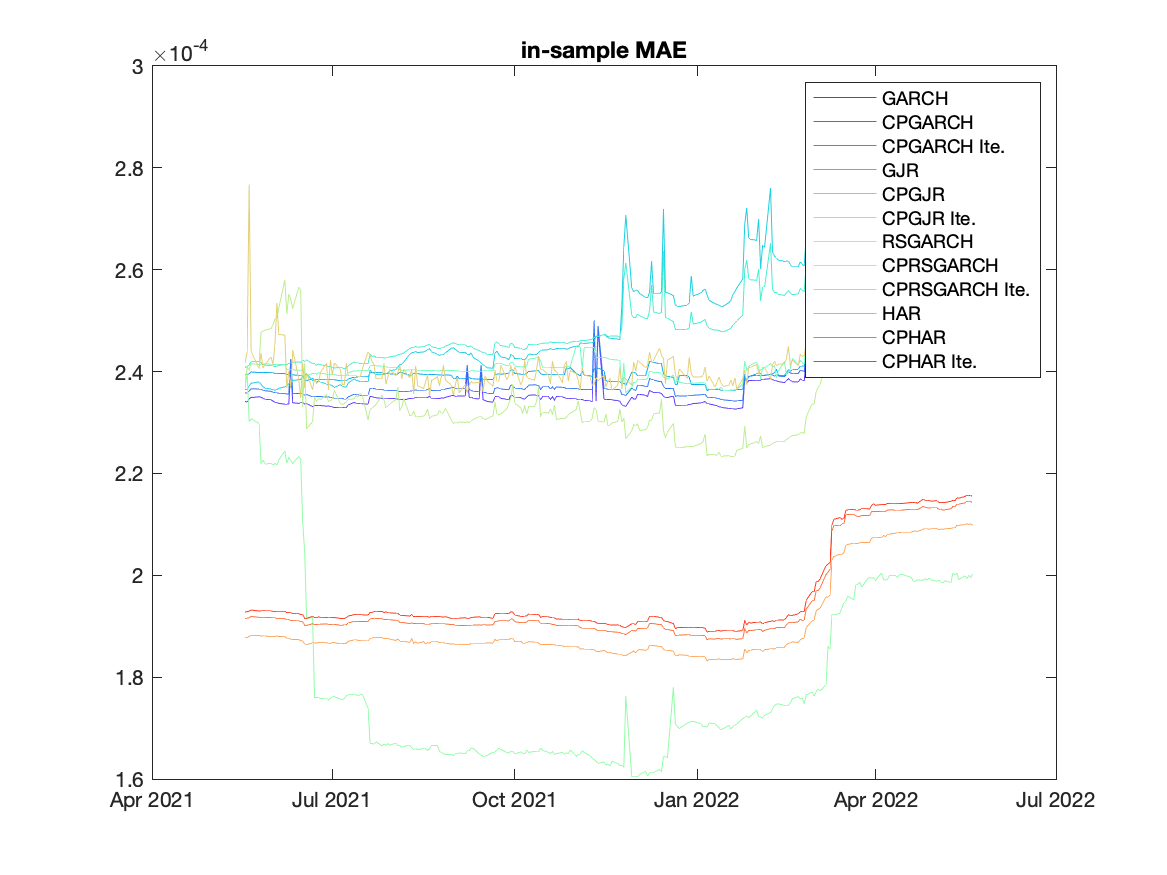 in-sample MAE
×10-4
3
2.8
2.6
2.4
2.2
2
1.8
1.6
Apr 2021
Jul 2021
Oct 2021
Jan 2022
Apr 2022
Jul 2022
GARCH
CPGARCH
CPGARCH Ite.
GJR
CPGJR
CPGJR Ite.
RSGARCH
CPRSGARCH
CPRSGARCH Ite.
HAR
CPHAR
CPHAR Ite.